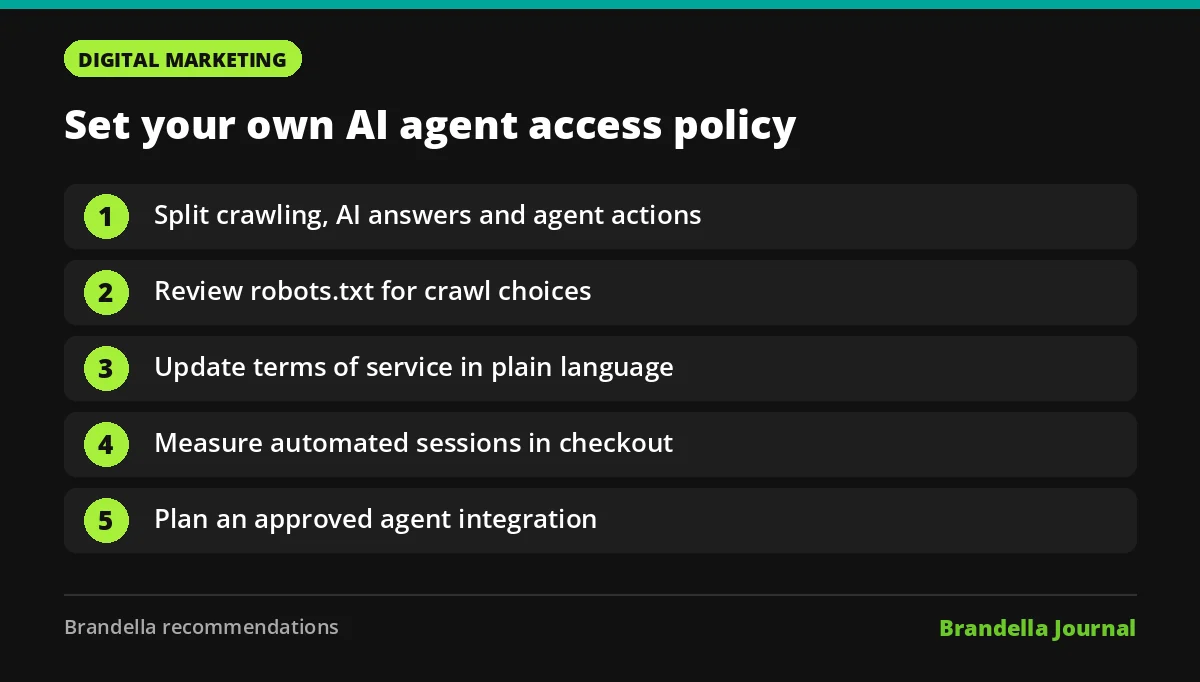 DIGITAL MARKETING
Set your own AI agent access policy
1 Split crawling, AI answers and agent actions
2 Review robots.txt for crawl choices
3 Update terms of service in plain language
4 Measure automated sessions in checkout
5 Plan an approved agent integration
Brandella recommendations
Brandella Journal